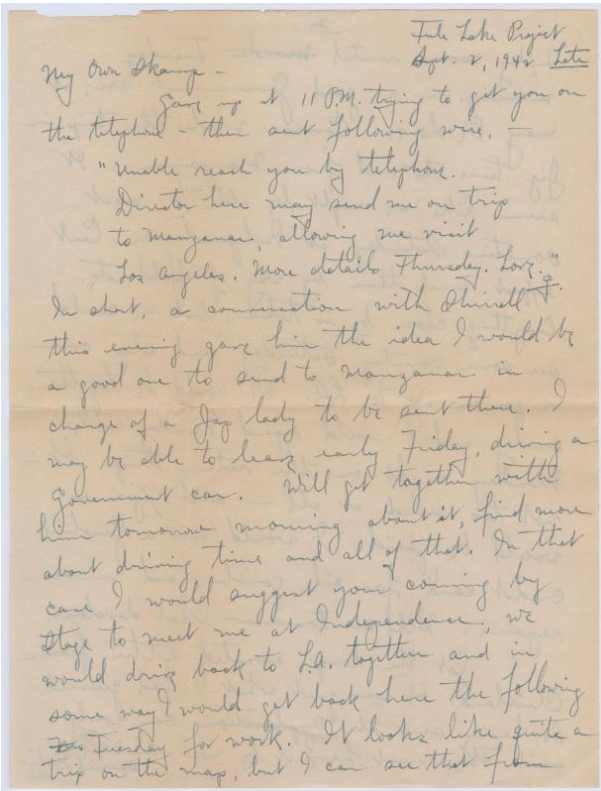 Tule Lake Project
Sept. 2, 1942 Late
My Own Skamp -
Gave up at 11 P.M. trying to get you on
the telephone - then sent following wire. -
"Unable reach you by telephone.
Director here may send me on trip
to Manzanar, allowing me visit
Los Angeles. More details Thursday. Love."
In short, a conversation with Shirrell
this evening gave him the idea I would be
a good one to send to Manzanar in
charge of a Jap lady to be sent there. I
may be able to leave early Friday, driving a
Government car. Will get together with
him tomorrow morning about it, find more
about driving time and all of that. In that
case I would suggest your coming by
stage to meet me at Independence, we
would drive back to L.A. together and in
some way I would get back here the following
Tuesday for work. It looks like quite a
trip on the map, but I can see that from